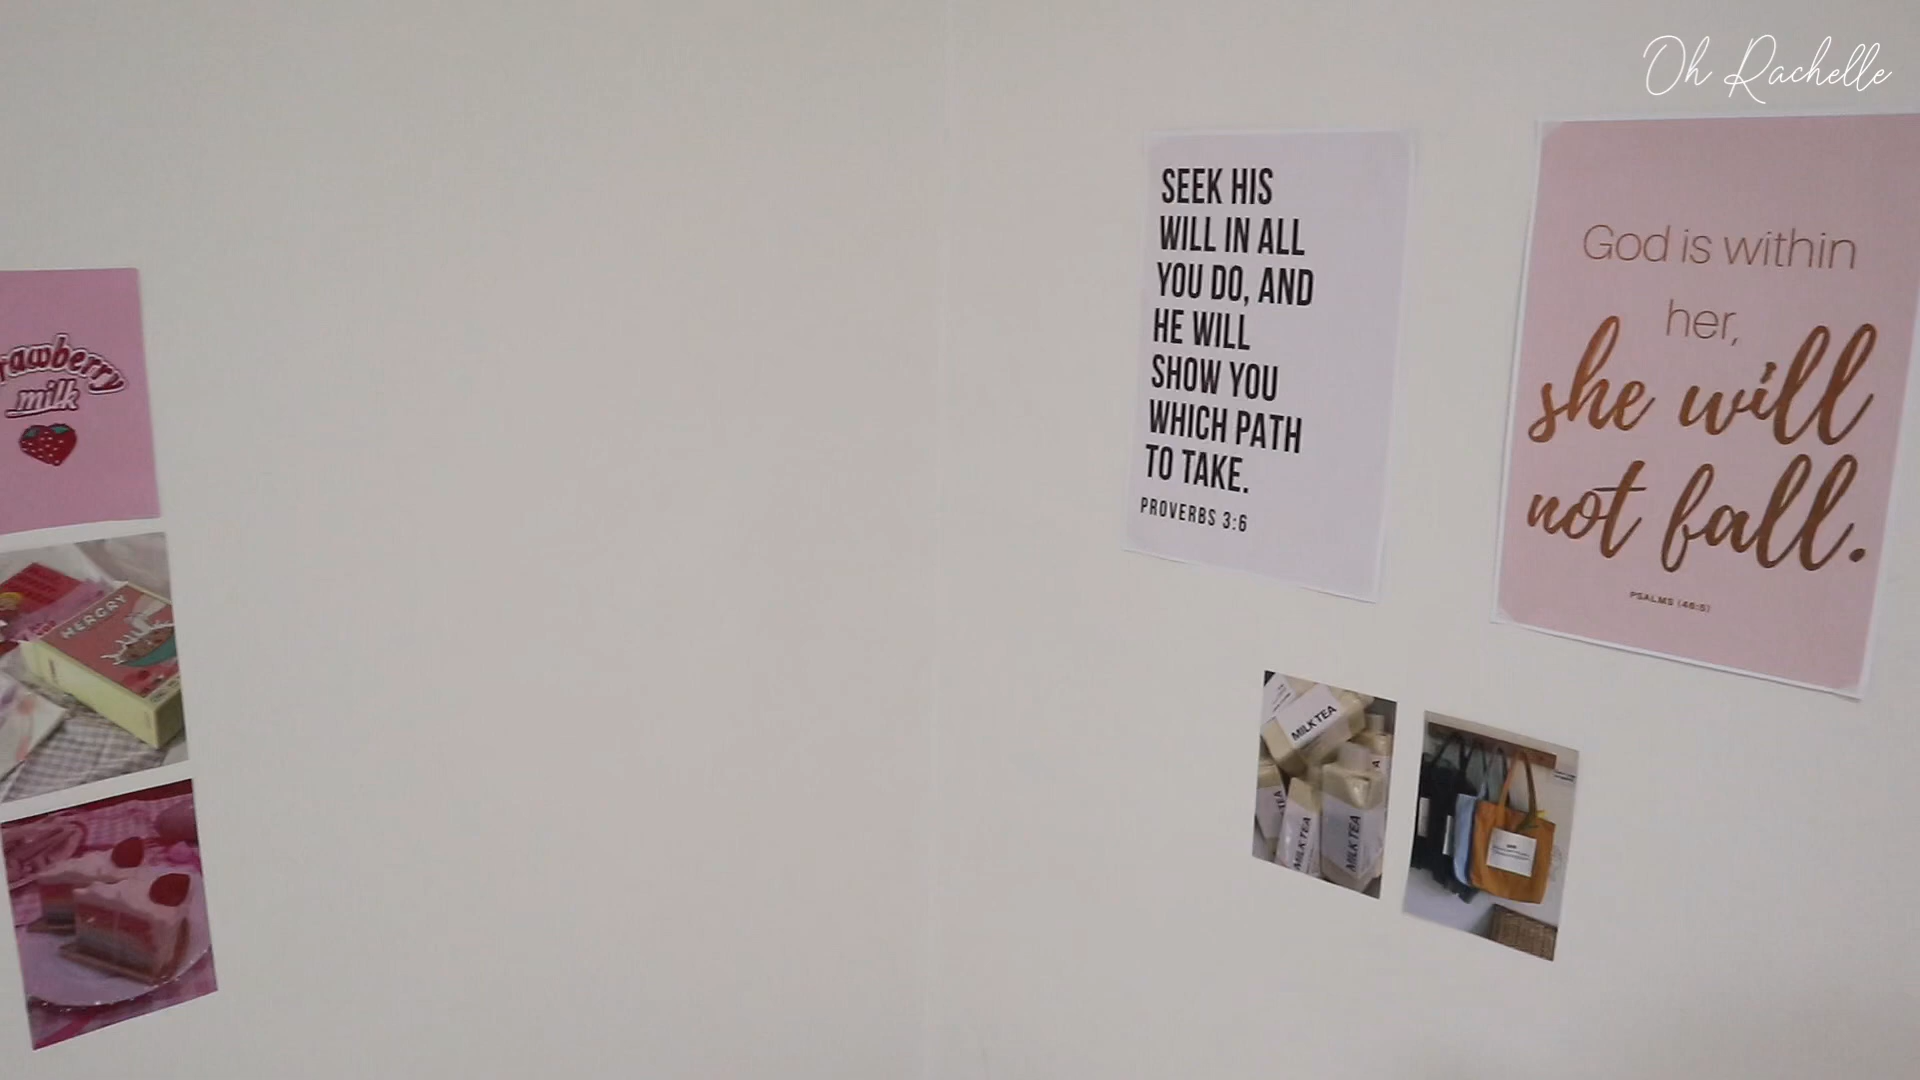 Oh Rachelle
SEEK HIS
WILL IN ALL
YOU DO, AND
HE WILL
SHOW YOU
WHICH PATH
TO TAKE.
PROVERBS 3:6
God is within
her,
she will
not fall.
PSALMS (46:5)
rawberry
milk
HERGRY
MILK TEA
MILK TEA
MILK TEA